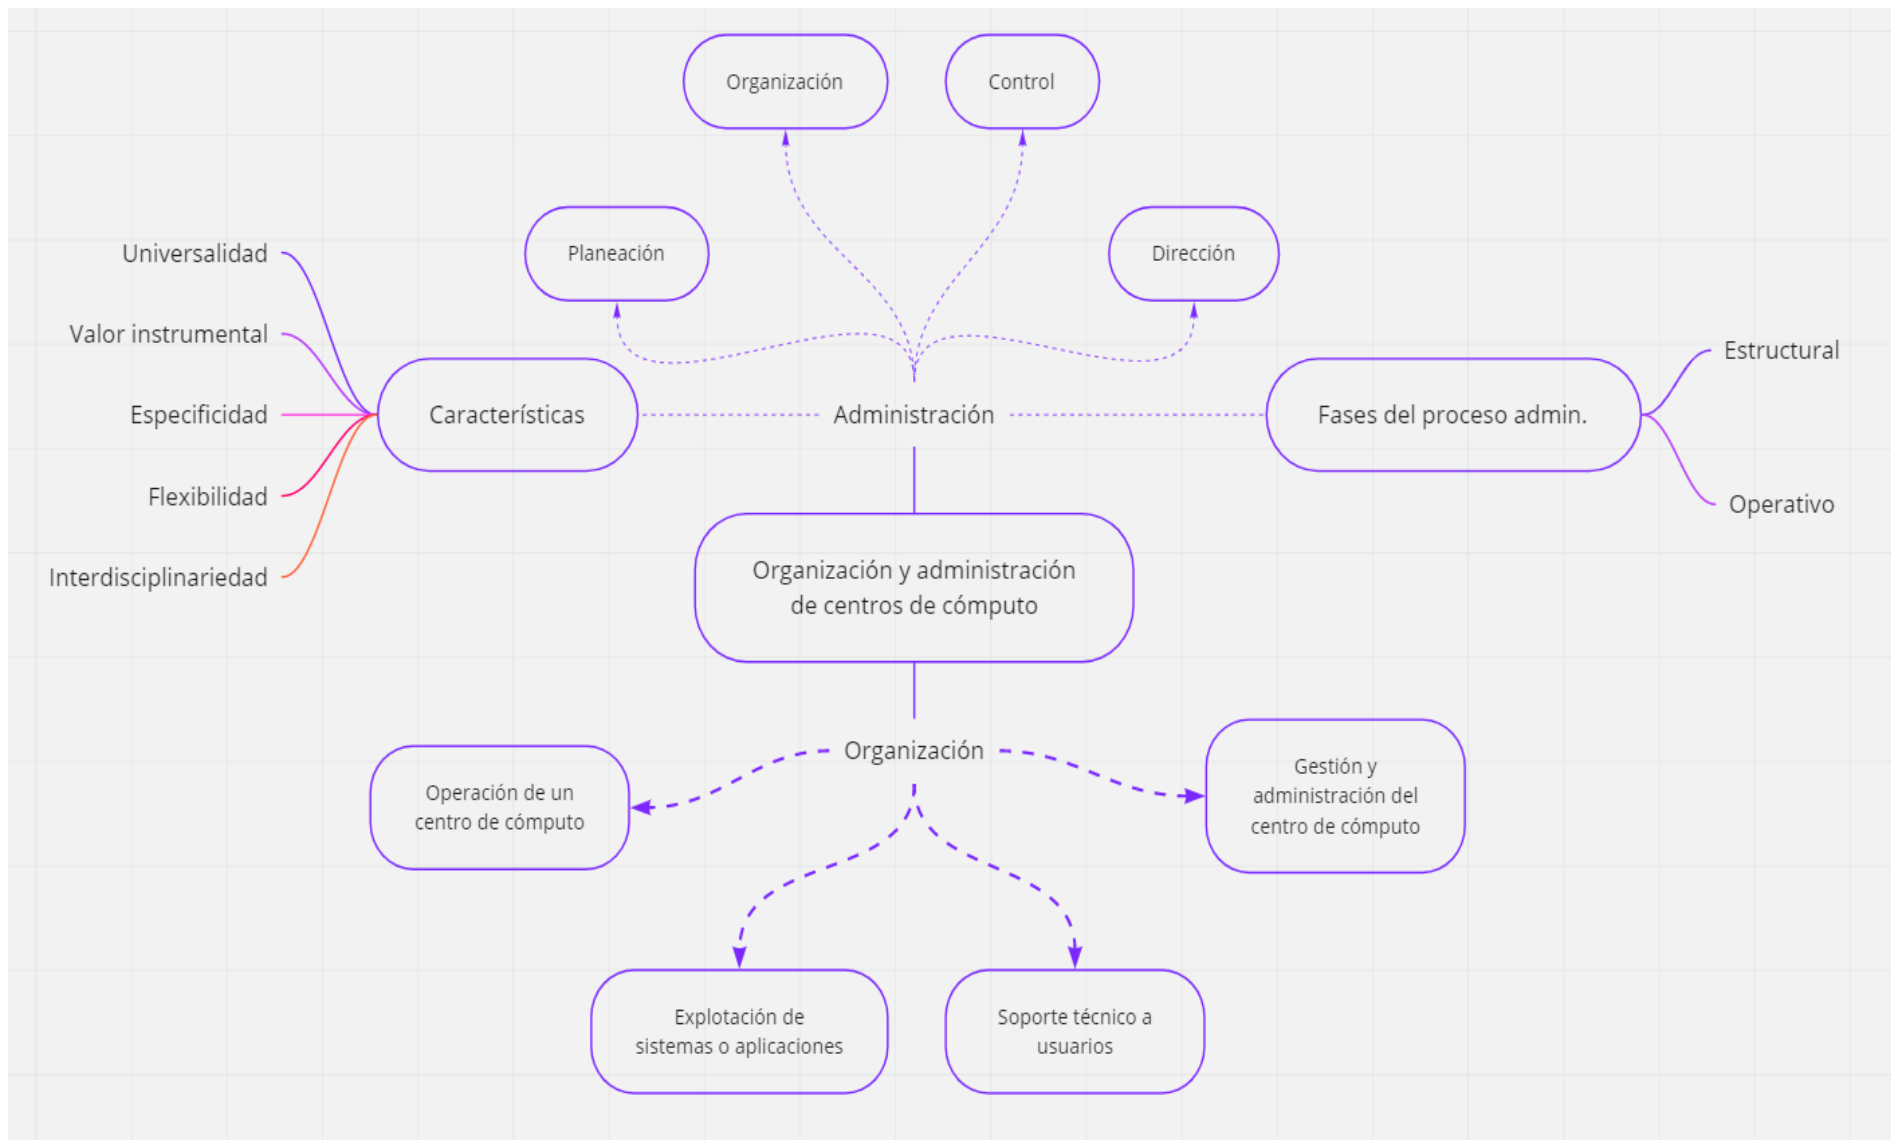 Organización
Control
Planeación
Dirección
Universalidad
Valor instrumental
Especificidad
Flexibilidad
Interdisciplinariedad
Características
Administración
Fases del proceso admin.
Estructural
Operativo
Organización y administración
de centros de cómputo
Organización
Operación de un
centro de cómputo
Gestión y
administración del
centro de cómputo
Explotación de
sistemas o aplicaciones
Soporte técnico a
usuarios